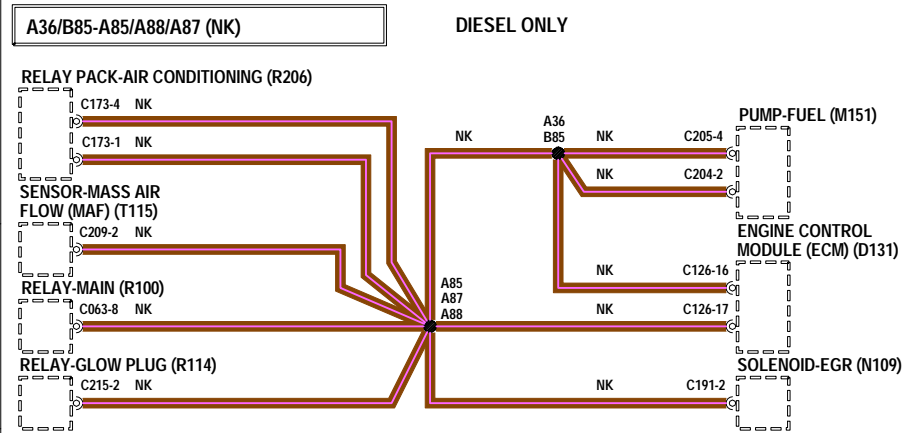 A36/B85-A85/A88/A87 (NK)
DIESEL ONLY
RELAY PACK-AIR CONDITIONING (R206)
C173-4 NK
C173-1 NK
SENSOR-MASS AIR
FLOW (MAF) (T115)
C209-2 NK
RELAY-MAIN (R100)
C063-8 NK
RELAY-GLOW PLUG (R114)
C215-2 NK
A85
A87
A88
NK
A36
B85
NK C205-4
PUMP-FUEL (M151)
NK C204-2
ENGINE CONTROL
MODULE (ECM) (D131)
NK C126-16
NK C126-17
SOLENOID-EGR (N109)
NK C191-2